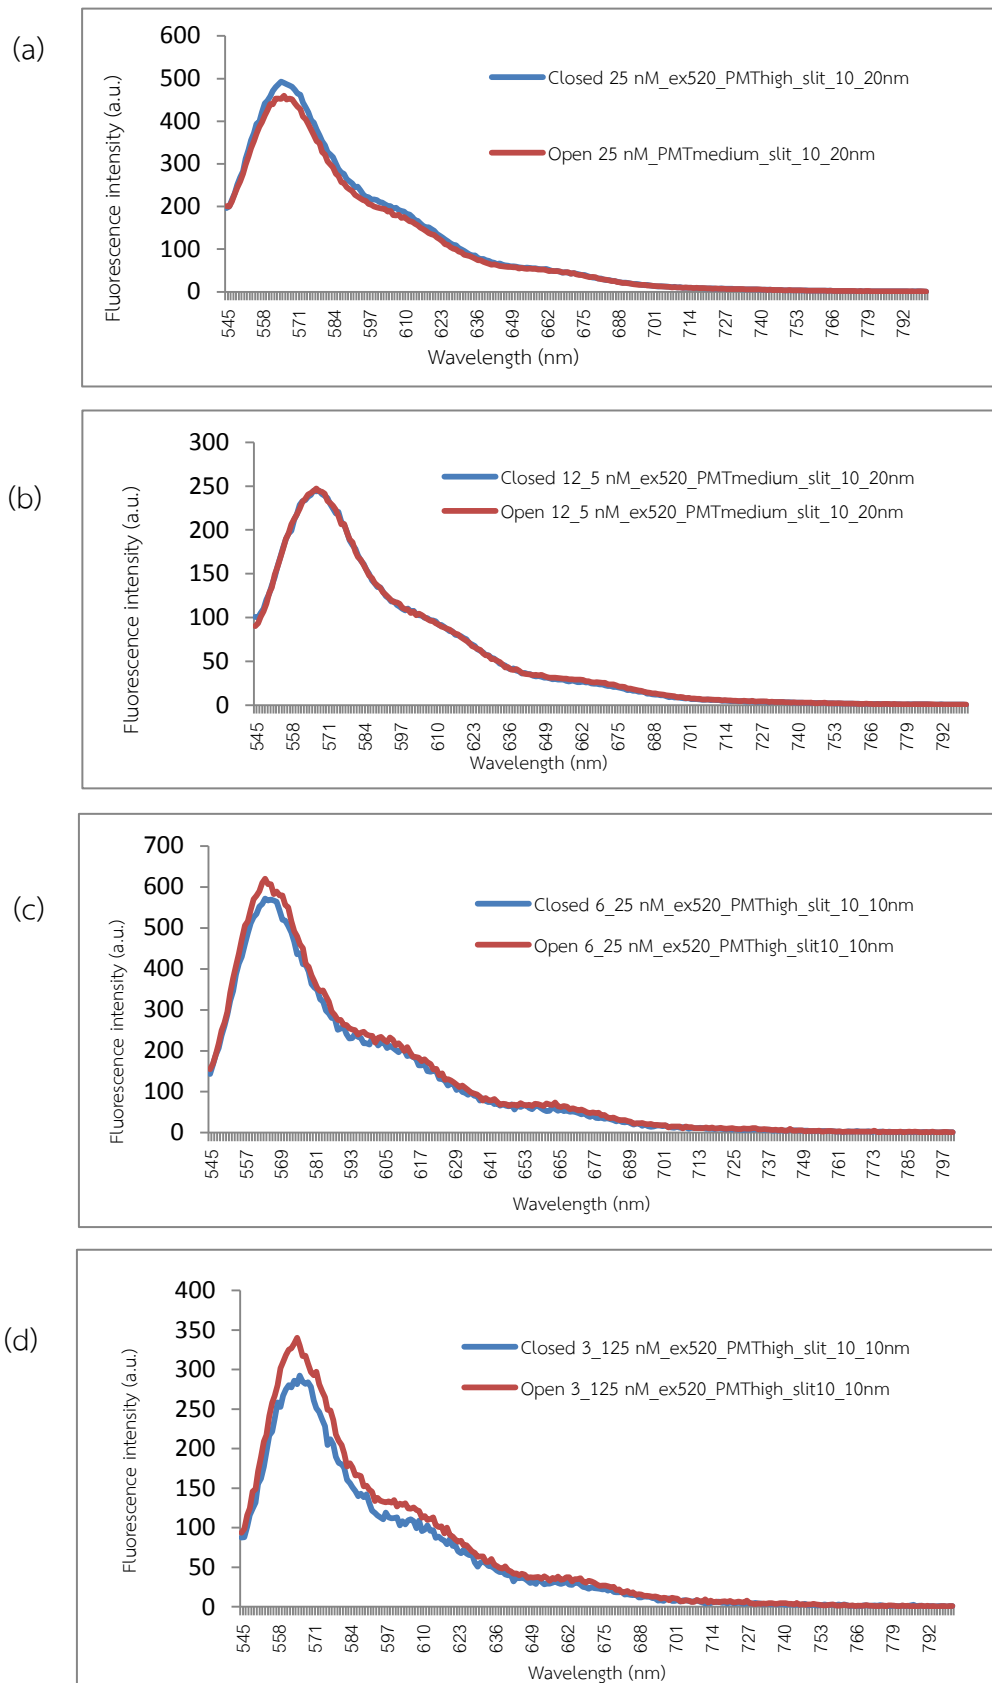 (a)
600
500
400
300
200
100
0
Fluorescence intensity (a.u.)
Closed 25 nM_ex520_PMThigh_slit_10_20nm
Open 25 nM_PMTmedium_slit_10_20nm
545 558 571 584 597 610 623 636 649 662 675 688 701 714 727 740 753 766 779 792
Wavelength (nm)
(b)
300
250
200
150
100
50
0
Fluorescence intensity (a.u.)
Closed 12_5 nM_ex520_PMTmedium_slit_10_20nm
Open 12_5 nM_ex520_PMTmedium_slit_10_20nm
545 558 571 584 597 610 623 636 649 662 675 688 701 714 727 740 753 766 779 792
Wavelength (nm)
(c)
700
600
500
400
300
200
100
0
Fluorescence intensity (a.u.)
Closed 6_25 nM_ex520_PMThigh_slit_10_10nm
Open 6_25 nM_ex520_PMThigh_slit10_10nm
545 557 569 581 593 605 617 629 641 653 665 677 689 701 713 725 737 749 761 773 785 797
Wavelength (nm)
(d)
400
350
300
250
200
150
100
50
0
Fluorescence intensity (a.u.)
Closed 3_125 nM_ex520_PMThigh_slit_10_10nm
Open 3_125 nM_ex520_PMThigh_slit10_10nm
545 558 571 584 597 610 623 636 649 662 675 688 701 714 727 740 753 766 779 792
Wavelength (nm)